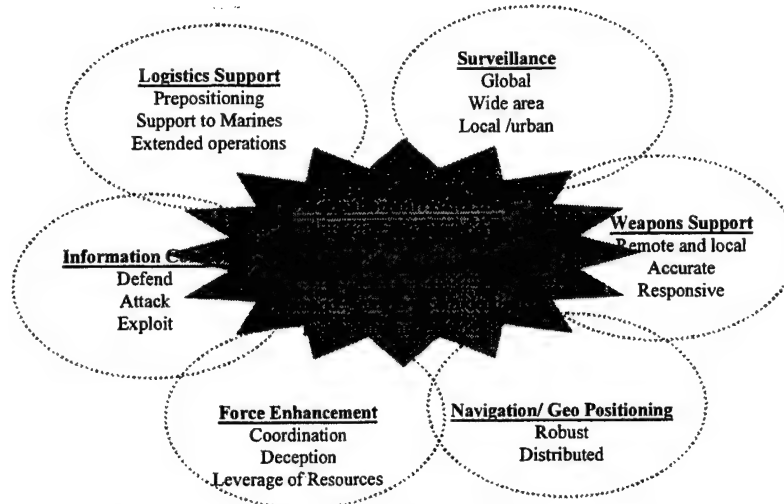 Logistics Support
Prepositioning
Support to Marines
Extended operations
Surveillance
Global
Wide area
Local /urban
Weapons Support
Remote and local
Accurate
Responsive
Information
Defend
Attack
Exploit
Force Enhancement
Coordination
Deception
Leverage of Resources
Navigation/ Geo Positioning
Robust
Distributed